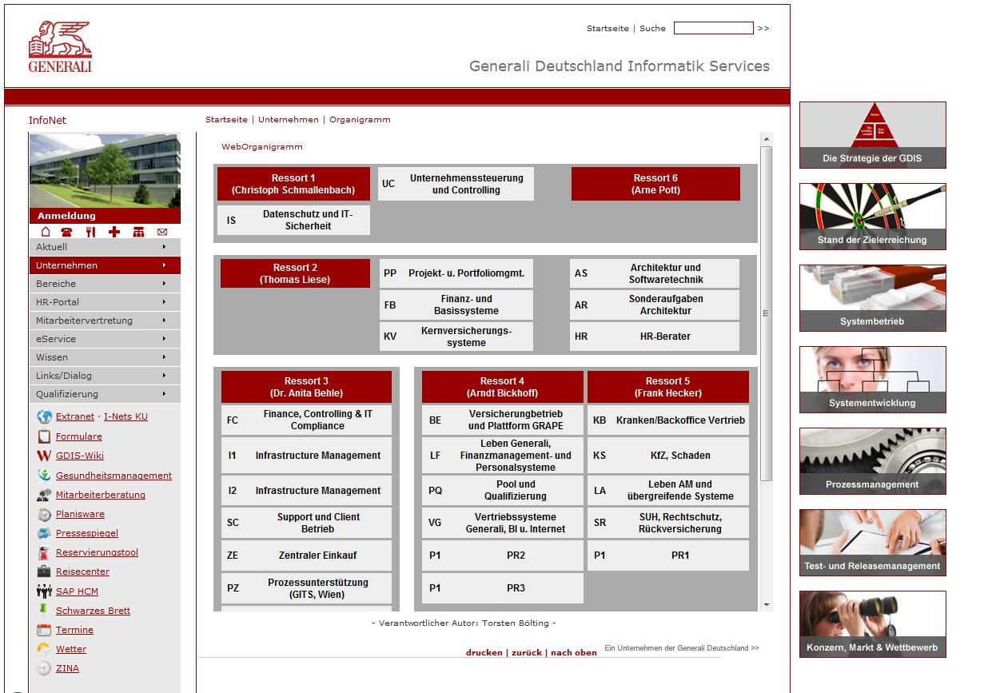 GENERALI
Startseite | Suche >>
Generali Deutschland Informatik Services
InfoNet
Anmeldung
Aktuell
Unternehmen
Bereiche
HR-Portal
Mitarbeitervertretung
eService
Wissen
Links/Dialog
Qualifizierung
Extranet · I-Nets KU
Formulare
GDIS-Wiki
Gesundheitsmanagement
Mitarbeiterberatung
Planisware
Pressespiegel
Reservierungstool
Reisecenter
SAP HCM
Schwarzes Brett
Termine
Wetter
ZINA
Startseite | Unternehmen | Organigramm
WebOrganigramm
Ressort 1
(Christoph Schmallenbach)
IS Datenschutz und IT-
Sicherheit
UC Unternehmenssteuerung
und Controlling
Ressort 6
(Arne Pott)
Ressort 2
(Thomas Liese)
PP Projekt- u. Portfoliomgmt.
FB Finanz- und
Basissysteme
KV Kernversicherungs-
systeme
AS Architektur und
Softwaretechnik
AR Sonderaufgaben
Architektur
HR HR-Berater
Ressort 3
(Dr. Anita Behle)
FC Finance, Controlling & IT
Compliance
I1 Infrastructure Management
I2 Infrastructure Management
SC Support und Client
Betrieb
ZE Zentraler Einkauf
PZ Prozessunterstützung
(GITS, Wien)
Ressort 4
(Arndt Bickhoff)
BE Versicherungbetrieb
und Plattform GRAPE
LF Leben Generali,
Finanzmanagement- und
Personalsysteme
PQ Pool und
Qualifizierung
VG Vertriebssysteme
Generali, BI u. Internet
P1 PR2
P1 PR3
Ressort 5
(Frank Hecker)
KB Kranken/Backoffice Vertrieb
KS KfZ, Schaden
LA Leben AM und
übergreifende Systeme
SR SUH, Rechtschutz,
Rückversicherung
P1 PR1
- Verantwortlicher Autor: Torsten Bölting -
drucken | zurück | nach oben
Ein Unternehmen der Generali Deutschland >>
Die Strategie der GDIS
Stand der Zielerreichung
Systembetrieb
Systementwicklung
Prozessmanagement
Test- und Releasemanagement
Konzern, Markt & Wettbewerb